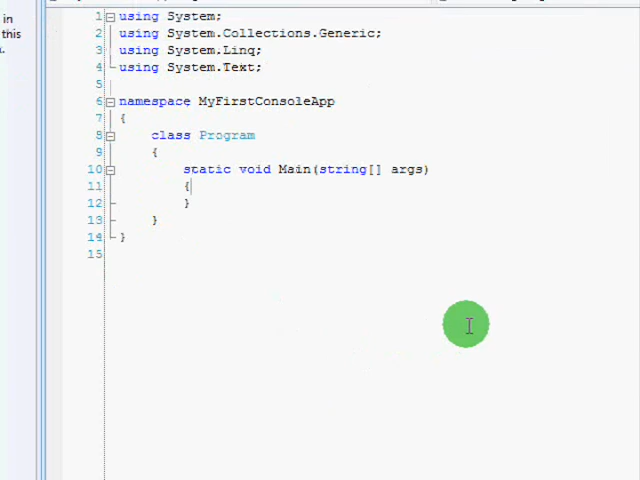 in
this
1 using System;
2 using System.Collections.Generic;
3 using System.Linq;
4 using System.Text;
5
6 namespace MyFirstConsoleApp
7 {
8 class Program
9 {
10 static void Main(string[] args)
11 {
12 }
13 }
14 }
15